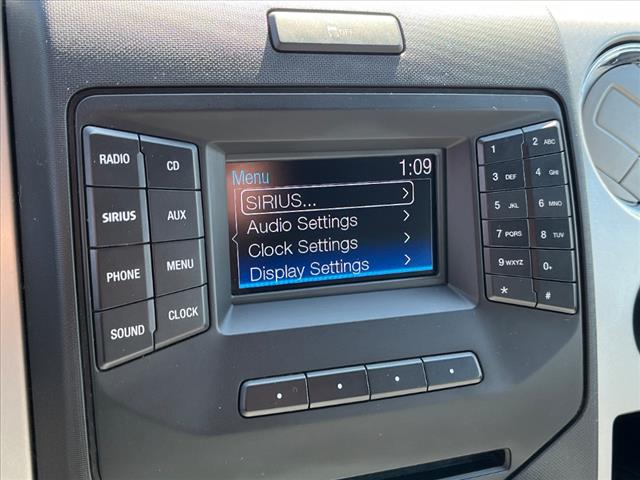 OFF
RADIO
CD
SIRIUS
AUX
PHONE
MENU
SOUND
CLOCK
Menu
1:09
SIRIUS... >
Audio Settings >
Clock Settings >
Display Settings >
1
2 ABC
3 DEF
4 GHI
5 JKL
6 MNO
7 PQRS
8 TUV
9 WXYZ
0+
*
#